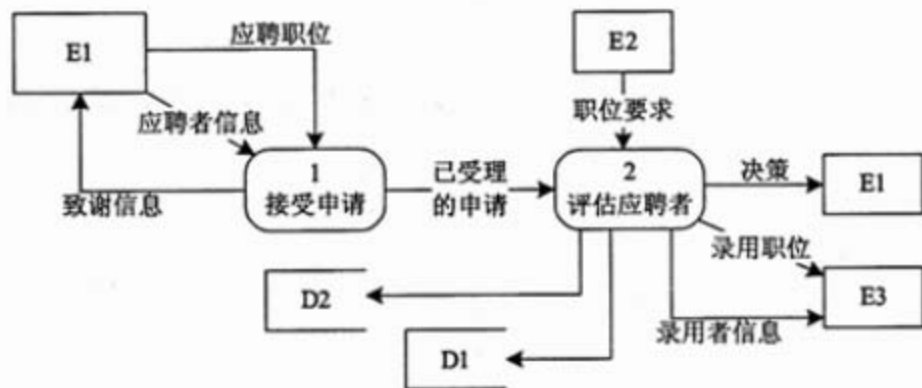 E1
应聘职位
应聘者信息
致谢信息
1
接受申请
已受理
的申请
E2
职位要求
2
评估应聘者
决策
E1
录用职位
E3
录用者信息
D2
D1